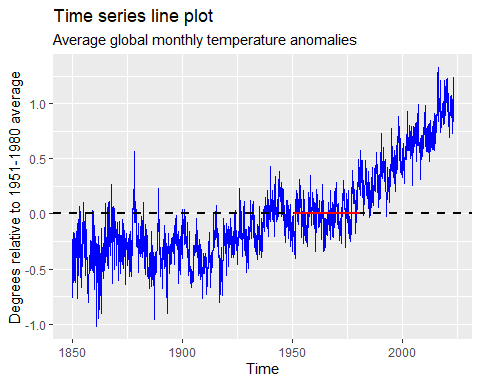 Time series line plot
Average global monthly temperature anomalies
Degrees relative to 1951-1980 average
1.0
0.5
0.0
-0.5
-1.0
1850 1900 1950 2000
Time